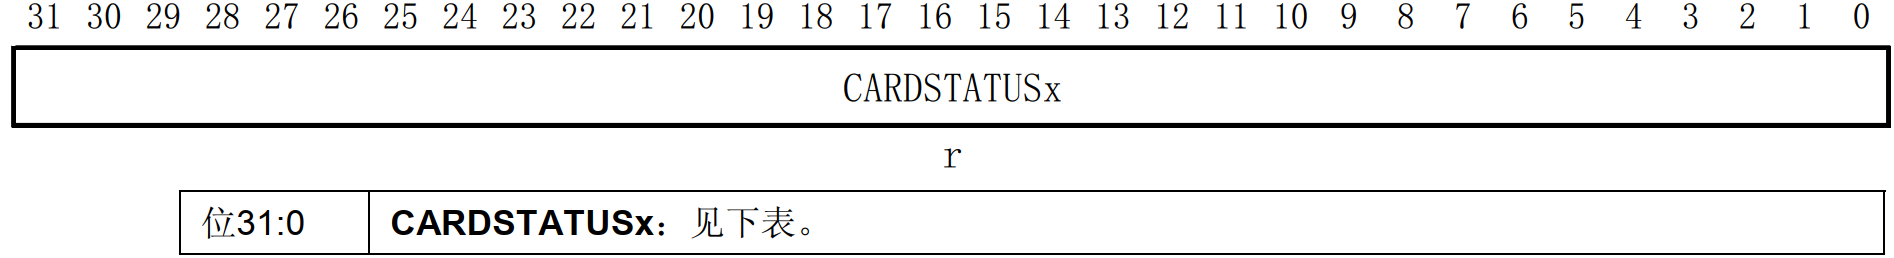 31 30 29 28 27 26 25 24 23 22 21 20 19 18 17 16 15 14 13 12 11 10 9 8 7 6 5 4 3 2 1 0
CARDSTATUSx
r
位31:0 CARDSTATUSx：见下表。